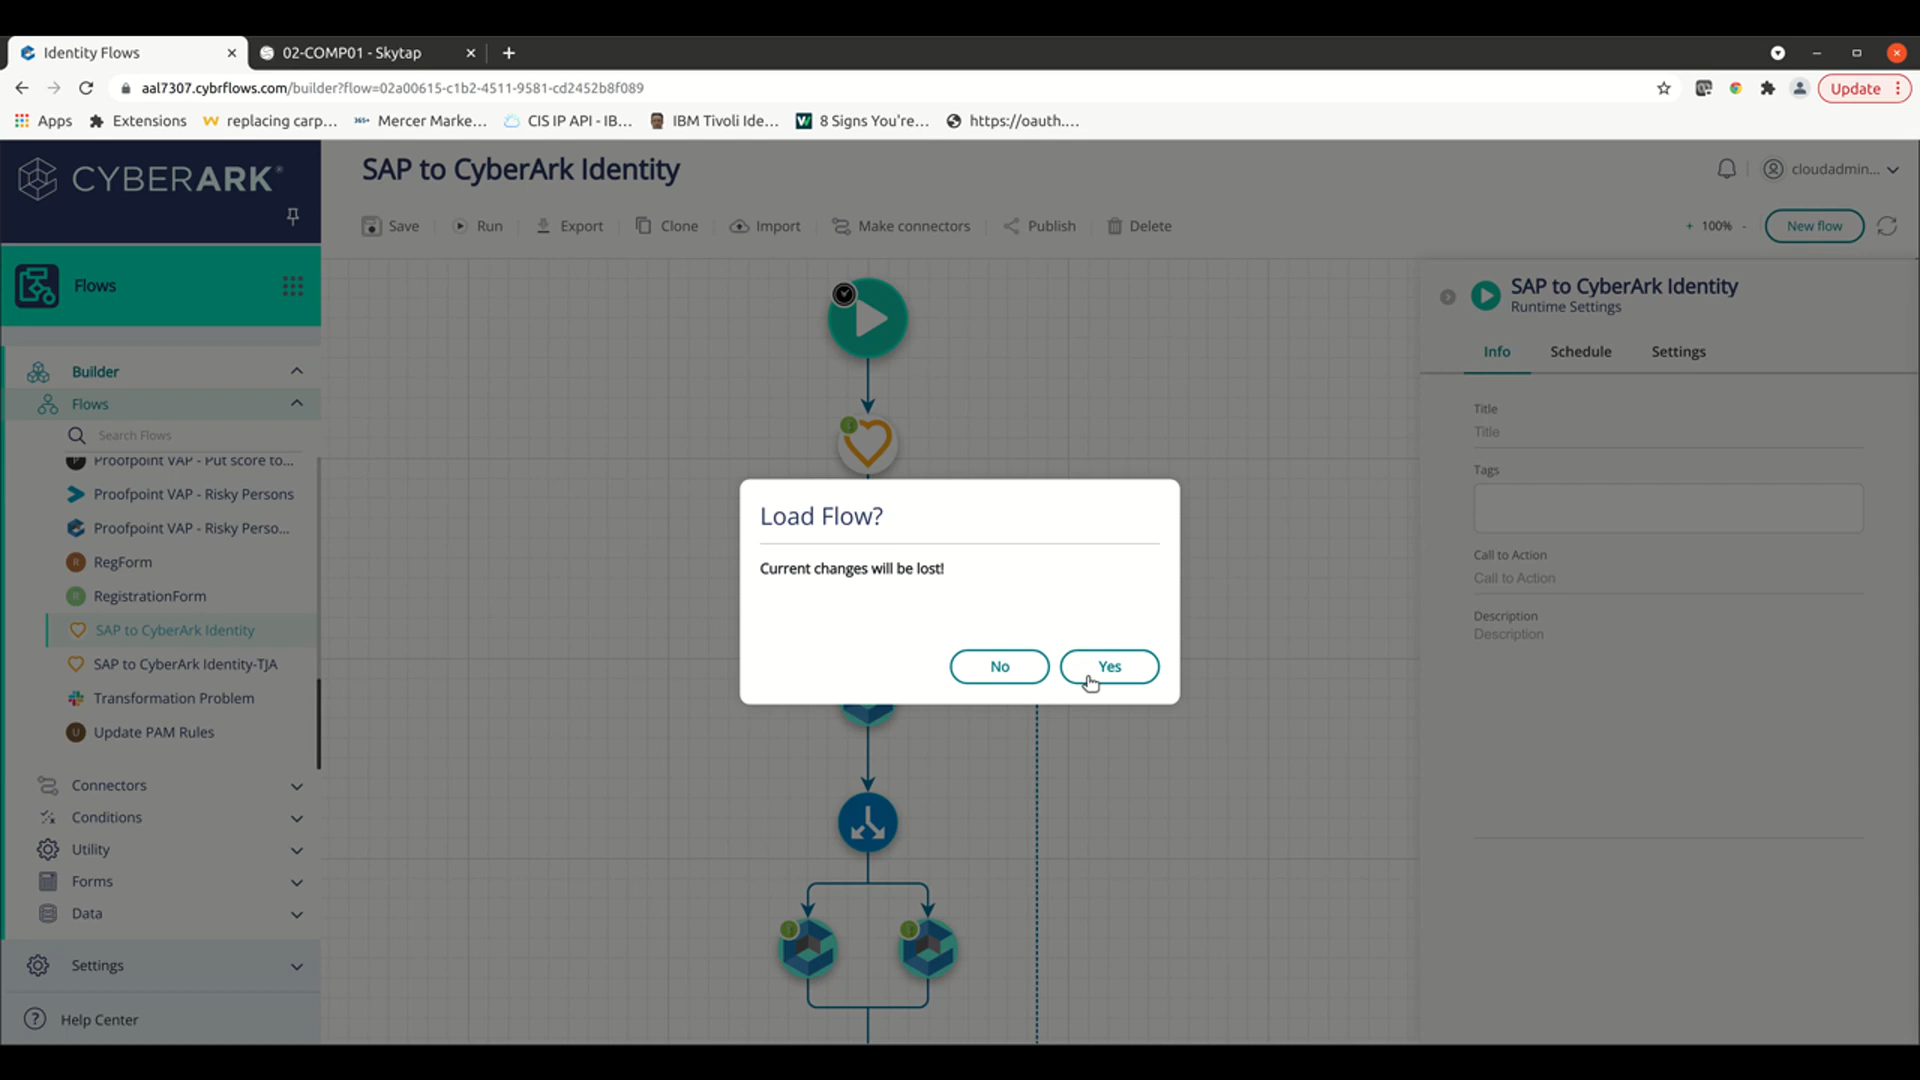 Identity Flows
02-COMP01 - Skytap
aal7307.cybrflows.com/builder?flow=02a00615-c1b2-4511-9581-cd2452b8f089
Update
Apps
Extensions
replacing carp...
Mercer Marke...
CIS IP API - IB...
IBM Tivoli Ide...
8 Signs You're...
https://oauth....
CYBERARK®
SAP to CyberArk Identity
cloudadmin...
Save
Run
Export
Clone
Import
Make connectors
Publish
Delete
+ 100% -
New flow
Flows
Builder
Flows
Search Flows
Proofpoint VAP - Put score to...
Proofpoint VAP - Risky Persons
Proofpoint VAP - Risky Perso...
R RegForm
R RegistrationForm
SAP to CyberArk Identity
SAP to CyberArk Identity-TJA
Transformation Problem
U Update PAM Rules
Connectors
Conditions
Utility
Forms
Data
Settings
? Help Center
Load Flow?
Current changes will be lost!
No
Yes
SAP to CyberArk Identity
Runtime Settings
Info
Schedule
Settings
Title
Title
Tags
Call to Action
Call to Action
Description
Description